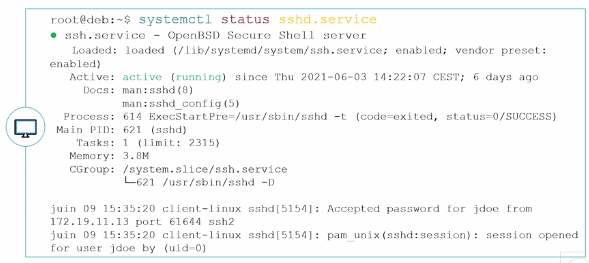 root@deb:~$ systemctl status sshd.service
● ssh.service - OpenBSD Secure Shell server
Loaded: loaded (/lib/systemd/system/ssh.service; enabled; vendor preset:
enabled)
Active: active (running) since Thu 2021-06-03 14:22:07 CEST; 6 days ago
Docs: man:sshd(8)
man:sshd_config(5)
Process: 614 ExecStartPre=/usr/sbin/sshd -t (code=exited, status=0/SUCCESS)
Main PID: 621 (sshd)
Tasks: 1 (limit: 2315)
Memory: 3.8M
CGroup: /system.slice/ssh.service
└─621 /usr/sbin/sshd -D
juin 09 15:35:20 client-linux sshd[5154]: Accepted password for jdoe from
172.19.11.13 port 61644 ssh2
juin 09 15:35:20 client-linux sshd[5154]: pam_unix(sshd:session): session opened
for user jdoe by (uid=0)